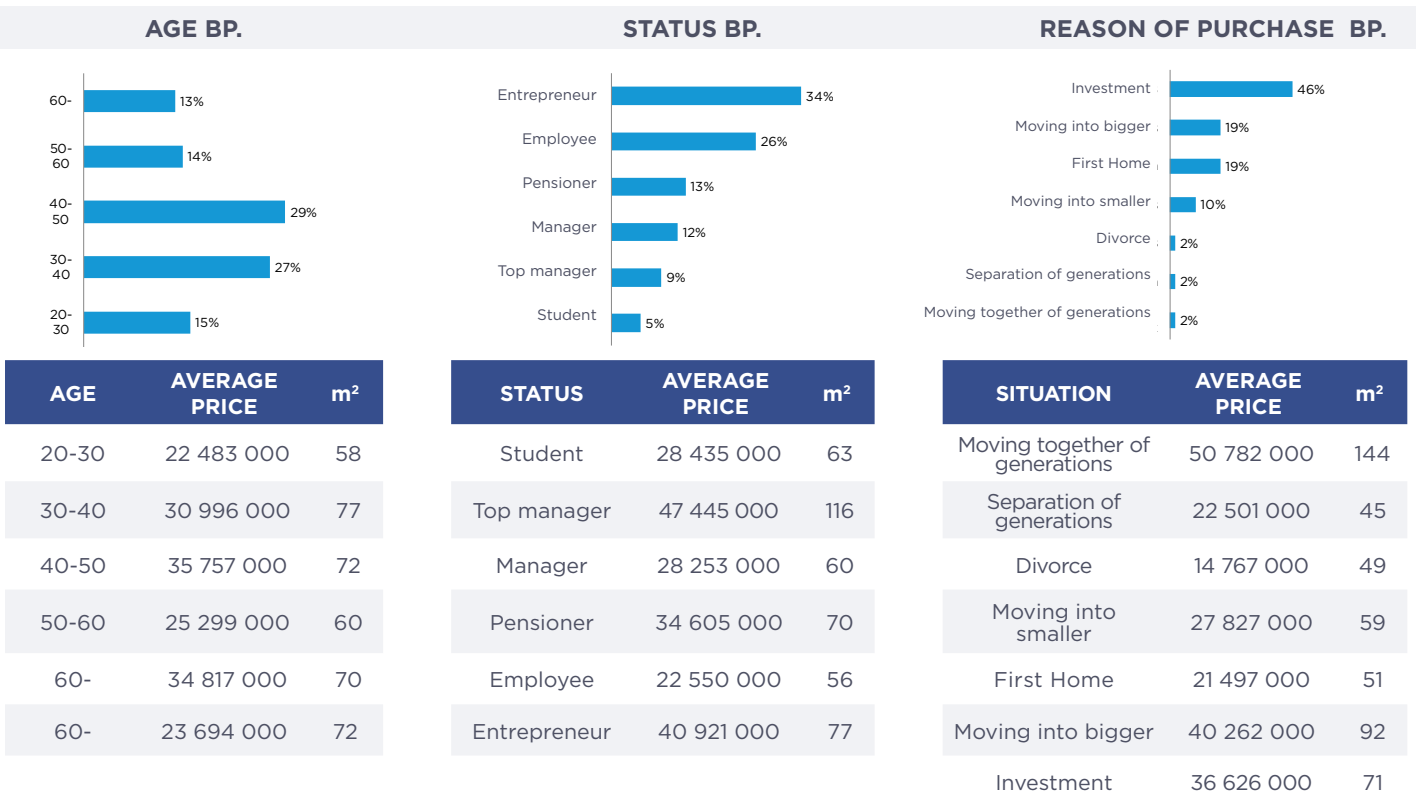 AGE BP.
60-
13%
50-
60
14%
40-
50
29%
30-
40
27%
20-
30
15%
AGE AVERAGE PRICE m²
20-30 22 483 000 58
30-40 30 996 000 77
40-50 35 757 000 72
50-60 25 299 000 60
60- 34 817 000 70
60- 23 694 000 72
STATUS BP.
Entrepreneur 34%
Employee 26%
Pensioner 13%
Manager 12%
Top manager 9%
Student 5%
STATUS AVERAGE PRICE m²
Student 28 435 000 63
Top manager 47 445 000 116
Manager 28 253 000 60
Pensioner 34 605 000 70
Employee 22 550 000 56
Entrepreneur 40 921 000 77
REASON OF PURCHASE BP.
Investment 46%
Moving into bigger 19%
First Home 19%
Moving into smaller 10%
Divorce 2%
Separation of generations 2%
Moving together of generations 2%
SITUATION AVERAGE PRICE m²
Moving together of
generations 50 782 000 144
Separation of
generations 22 501 000 45
Divorce 14 767 000 49
Moving into
smaller 27 827 000 59
First Home 21 497 000 51
Moving into bigger 40 262 000 92
Investment 36 626 000 71